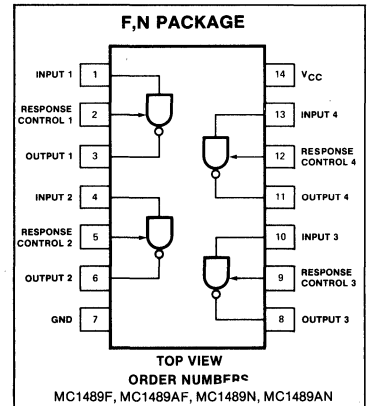 F,N PACKAGE
INPUT 1 1
RESPONSE
CONTROL 1 2
OUTPUT 1 3
INPUT 2 4
RESPONSE
CONTROL 2 5
OUTPUT 2 6
GND 7
14 VCC
13 INPUT 4
12 RESPONSE
CONTROL 4
11 OUTPUT 4
10 INPUT 3
9 RESPONSE
CONTROL 3
8 OUTPUT 3
TOP VIEW
ORDER NUMBERS
MC1489F, MC1489AF, MC1489N, MC1489AN